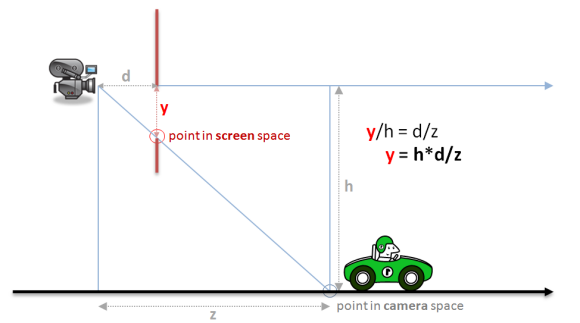 d
y
point in screen space
y/h = d/z
y = h*d/z
h
P
point in camera space
z